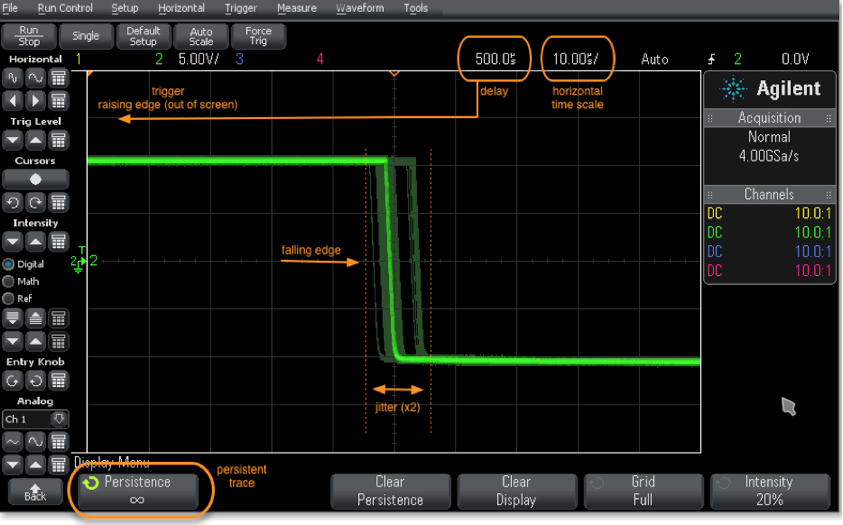 File Run Control Setup Horizontal Trigger Measure Waveform Tools
Run
Stop
Single
Default
Setup
Auto
Scale
Force
Trig
Horizontal
1 2 5.00V/ 3 4 500.0µs 10.00µs/ Auto 2 0.0V
trigger
raising edge (out of screen)
delay
horizontal
time scale
Agilent
Acquisition
Normal
4.00GSa/s
Channels
DC 10.0:1
DC 10.0:1
DC 10.0:1
DC 10.0:1
Trig Level
Cursors
Intensity
Digital
Math
Ref
Entry Knob
Analog
Ch 1
Back
T
2 2
falling edge
jitter (x2)
Display Menu
persistent
trace
Persistence
∞
Clear
Persistence
Clear
Display
Grid
Full
Intensity
20%